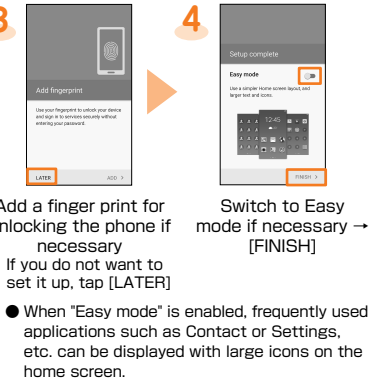 3
Add fingerprint
Use your fingerprint to unlock your device
and sign in to services securely without
entering your password.
LATER
ADD >
Add a finger print for
unlocking the phone if
necessary
If you do not want to
set it up, tap [LATER]
4
Setup complete
Easy mode
Use a simpler Home screen layout, and
larger text and icons.
12:45
FINISH >
Switch to Easy
mode if necessary →
[FINISH]
● When "Easy mode" is enabled, frequently used
applications such as Contact or Settings,
etc. can be displayed with large icons on the
home screen.